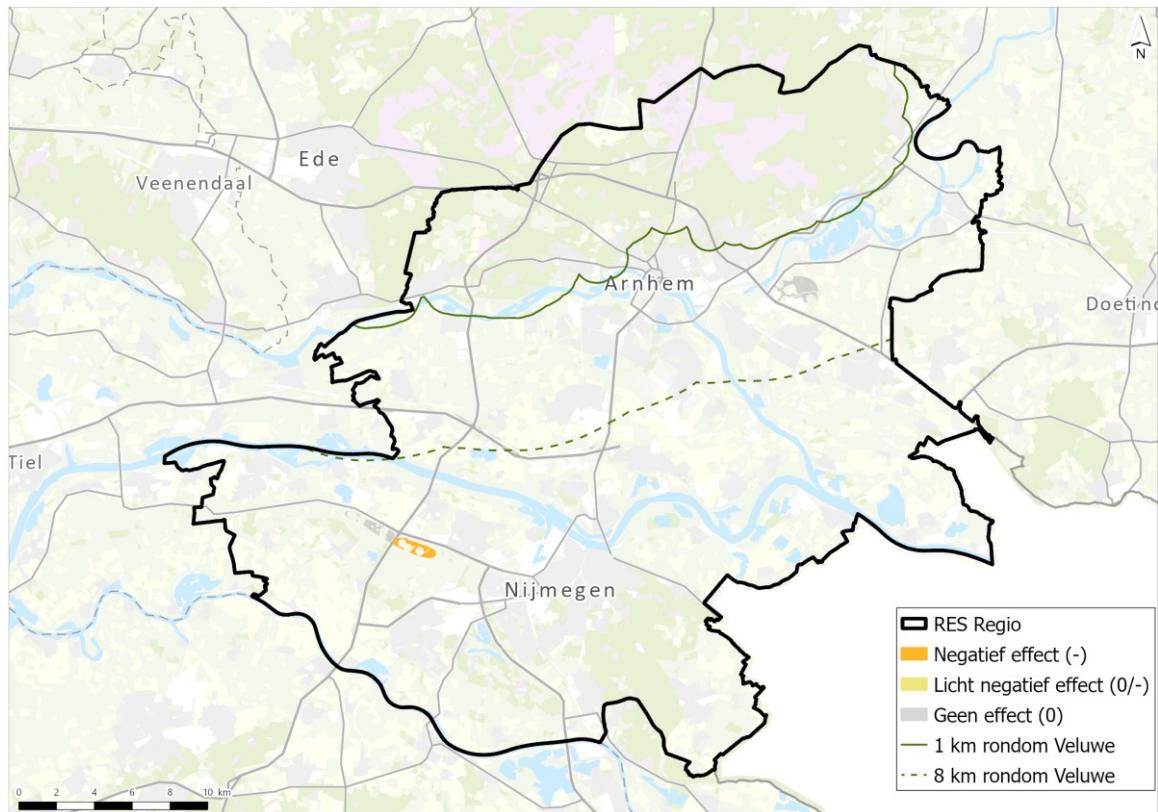 N
Ede
Veenendaal
Arnhem
Doetinc
Tiel
Nijmegen
RES Regio
Negatief effect (-)
Licht negatief effect (0/-)
Geen effect (0)
1 km rondom Veluwe
8 km rondom Veluwe
0 2 4 6 8 10 km